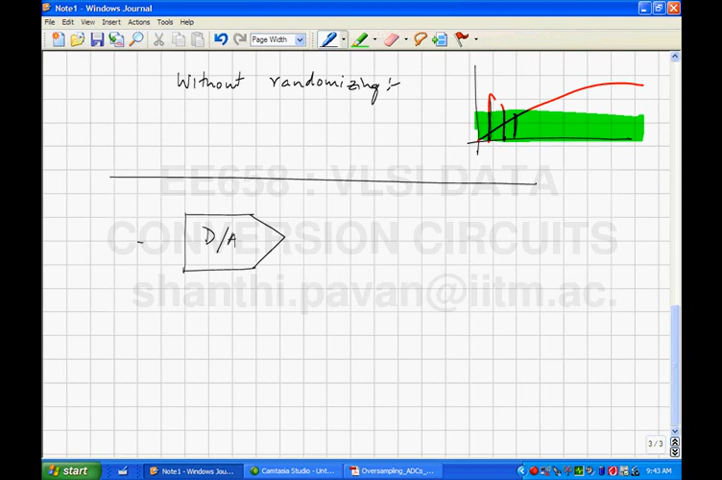 Note1 - Windows Journal
File Edit View Insert Actions Tools Help
Page Width
Without randomizing :-
EE658 : VLSI DATA
CONVERSION CIRCUITS
shanthi.pavan@iitm.ac.
D/A
3 / 3
start Note1 - Windows Jou... Camtasia Studio - Unt... Oversampling_ADCs_... 9:43 AM